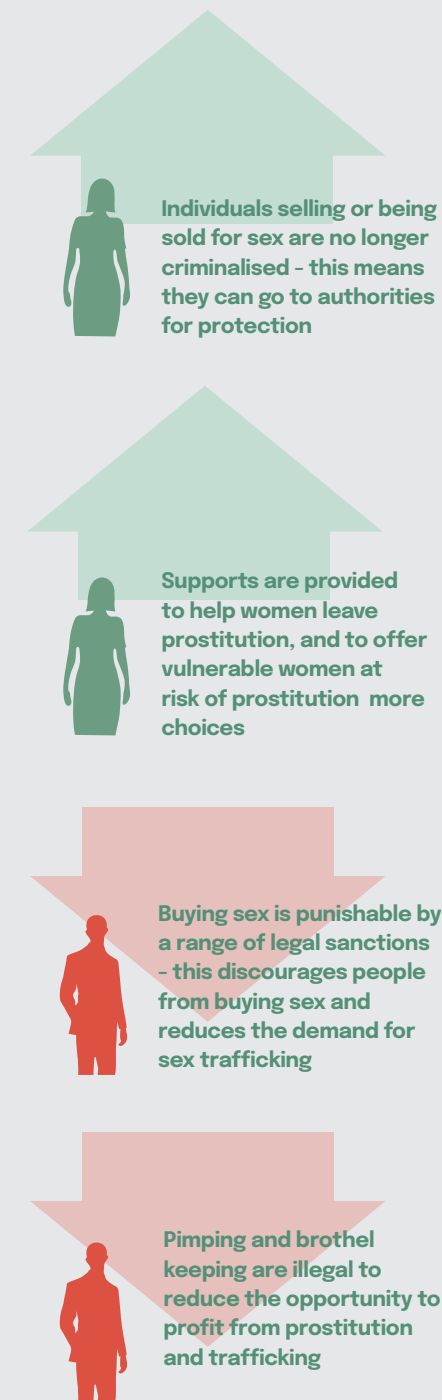 Individuals selling or being
sold for sex are no longer
criminalised – this means
they can go to authorities
for protection
Supports are provided
to help women leave
prostitution, and to offer
vulnerable women at
risk of prostitution more
choices
Buying sex is punishable by
a range of legal sanctions
– this discourages people
from buying sex and
reduces the demand for
sex trafficking
Pimping and brothel
keeping are illegal to
reduce the opportunity to
profit from prostitution
and trafficking